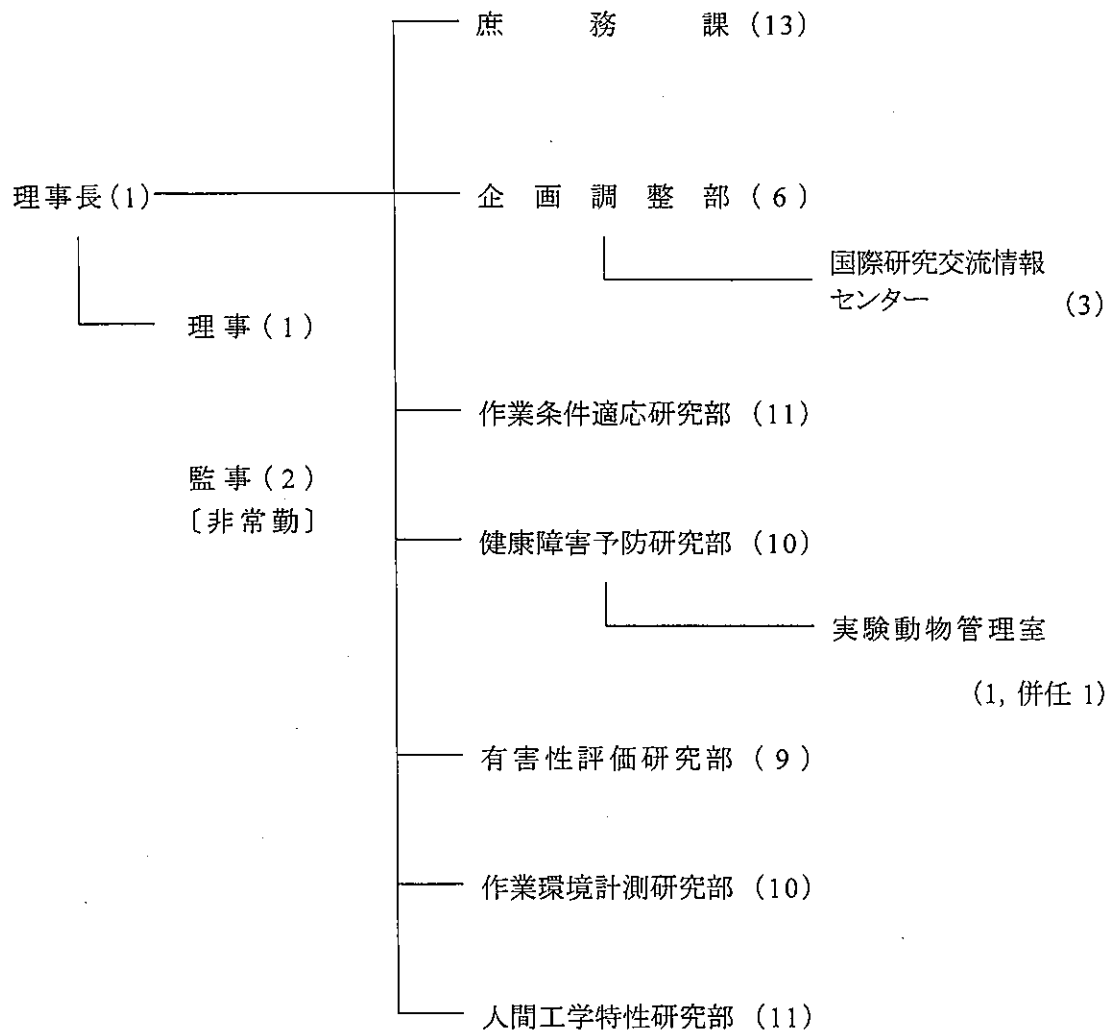 庶務課 (13)
理事長(1)
企画調整部 ( 6 )
国際研究交流情報
センター (3)
理事 ( 1 )
作業条件適応研究部 (11)
監事 ( 2 )
〔非常勤〕
健康障害予防研究部 (10)
実験動物管理室
(1, 併任 1)
有害性評価研究部 ( 9 )
作業環境計測研究部 (10)
人間工学特性研究部 (11)